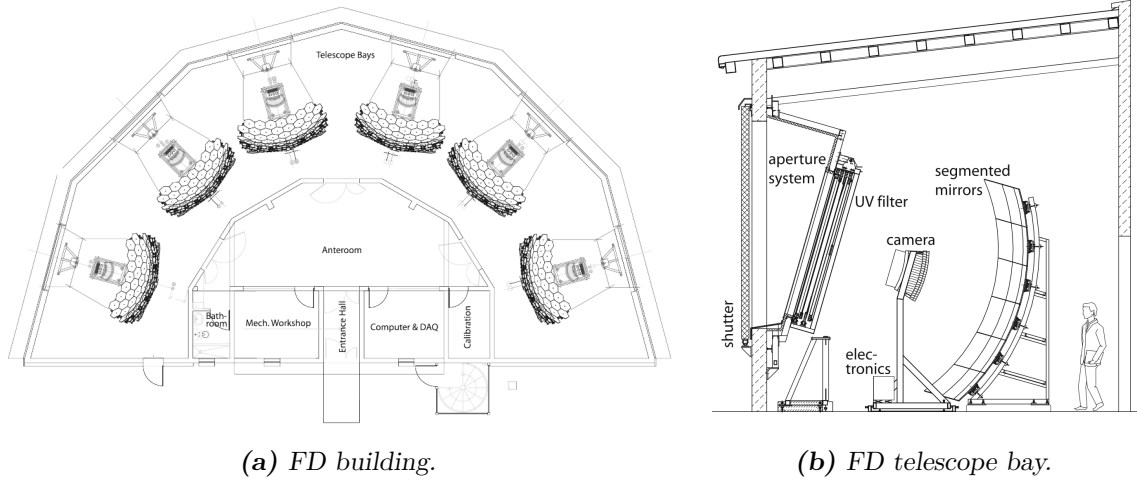 Telescope Bays
Anteroom
Bath-
room
Mech. Workshop
Entrance Hall
Computer & DAQ
Calibration
aperture
system
UV filter
segmented
mirrors
camera
shutter
elec-
tronics
(a) FD building.
(b) FD telescope bay.